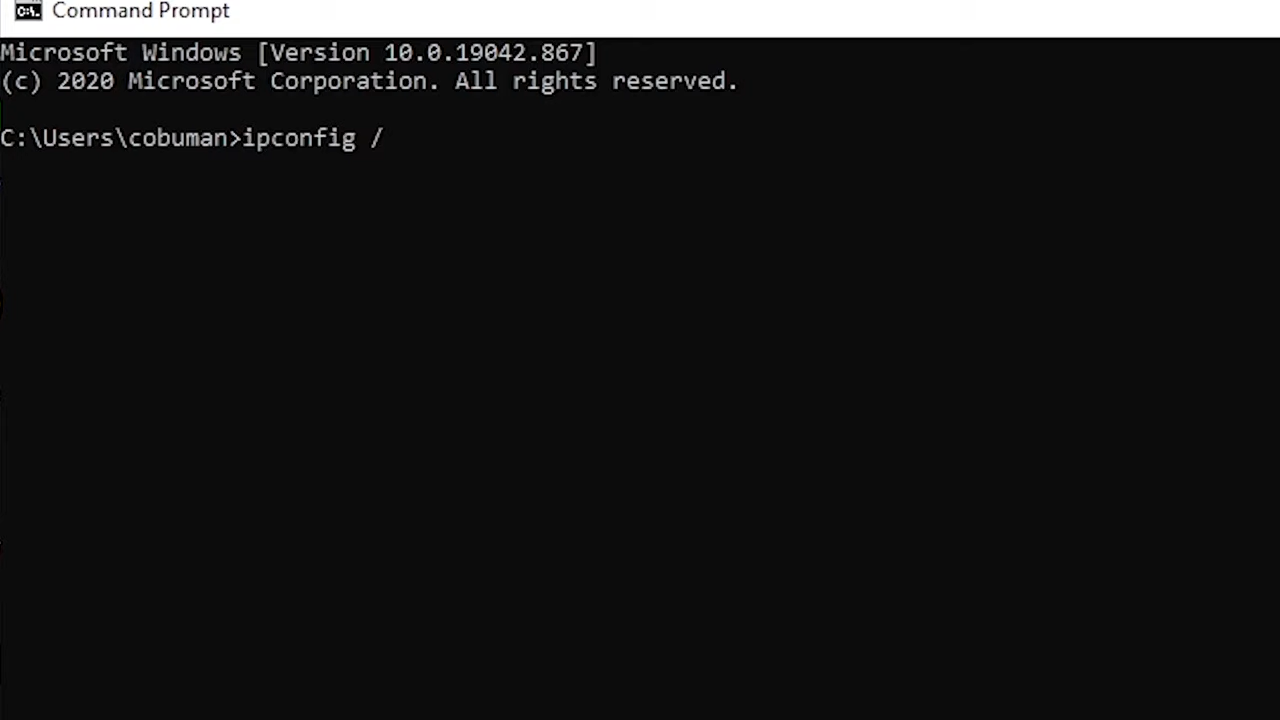 Command Prompt
Microsoft Windows [Version 10.0.19042.867]
(c) 2020 Microsoft Corporation. All rights reserved.
C:\Users\cobuman>ipconfig /